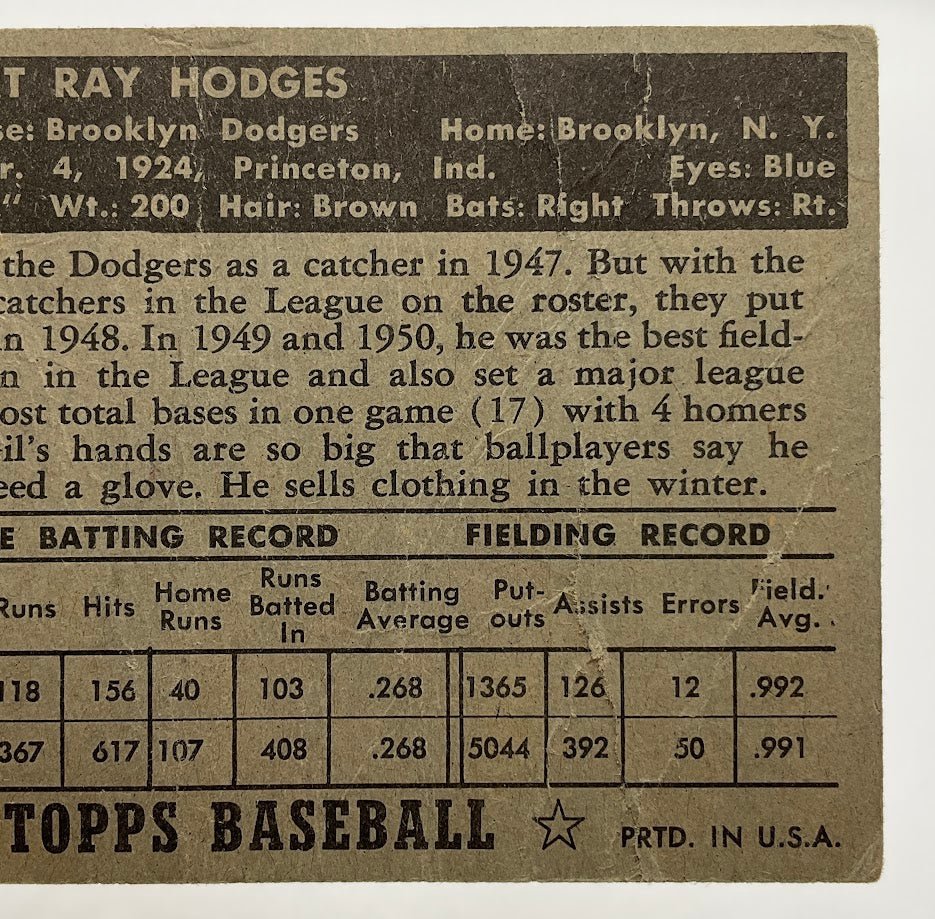 T RAY HODGES
se: Brooklyn Dodgers Home: Brooklyn, N. Y.
r. 4, 1924, Princeton, Ind. Eyes: Blue
" Wt.: 200 Hair: Brown Bats: Right Throws: Rt.
the Dodgers as a catcher in 1947. But with the
catchers in the League on the roster, they put
n 1948. In 1949 and 1950, he was the best field-
n in the League and also set a major league
ost total bases in one game (17) with 4 homers
il's hands are so big that ballplayers say he
eed a glove. He sells clothing in the winter.
E BATTING RECORD FIELDING RECORD
Runs Hits Home Runs Runs Batted In Batting Average Put-outs Assists Errors Field. Avg.
118 156 40 103 .268 1365 126 12 .992
367 617 107 408 .268 5044 392 50 .991
TOPPS BASEBALL ☆ PRTD. IN U.S.A.